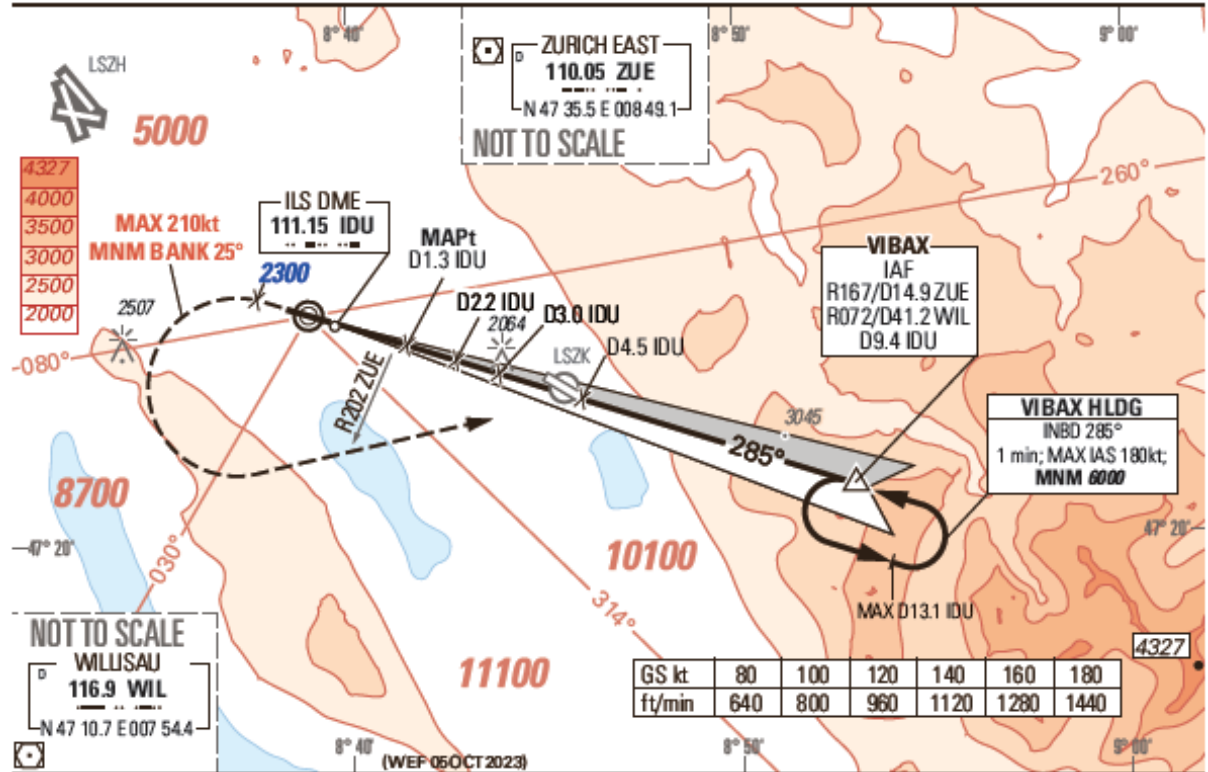 8° 40'
8° 50'
9° 00'
LSZH
ZURICH EAST
D
110.05 ZUE
N 47 35.5 E 008 49.1
NOT TO SCALE
5000
260°
4327
4000
3500
3000
2500
2000
MAX 210kt
MNM BANK 25°
ILS DME
111.15 IDU
MAPt
D1.3 IDU
VIBAX
IAF
R167/D14.9 ZUE
R072/D41.2 WIL
D9.4 IDU
2300
2507
D2.2 IDU
D3.0 IDU
2064
LSZK
D4.5 IDU
080°
R202 ZUE
3045
285°
VIBAX HLDG
INBD 285°
1 min; MAX IAS 180kt;
MNM 6000
8700
47° 20'
47° 20'
030°
10100
314°
MAX D13.1 IDU
NOT TO SCALE
WILLISAU
D
116.9 WIL
N 47 10.7 E 007 54.4
11100
4327
GS kt 80 100 120 140 160 180
ft/min 640 800 960 1120 1280 1440
8° 40'
(WEF 05OCT2023)
8° 50'
9° 00'